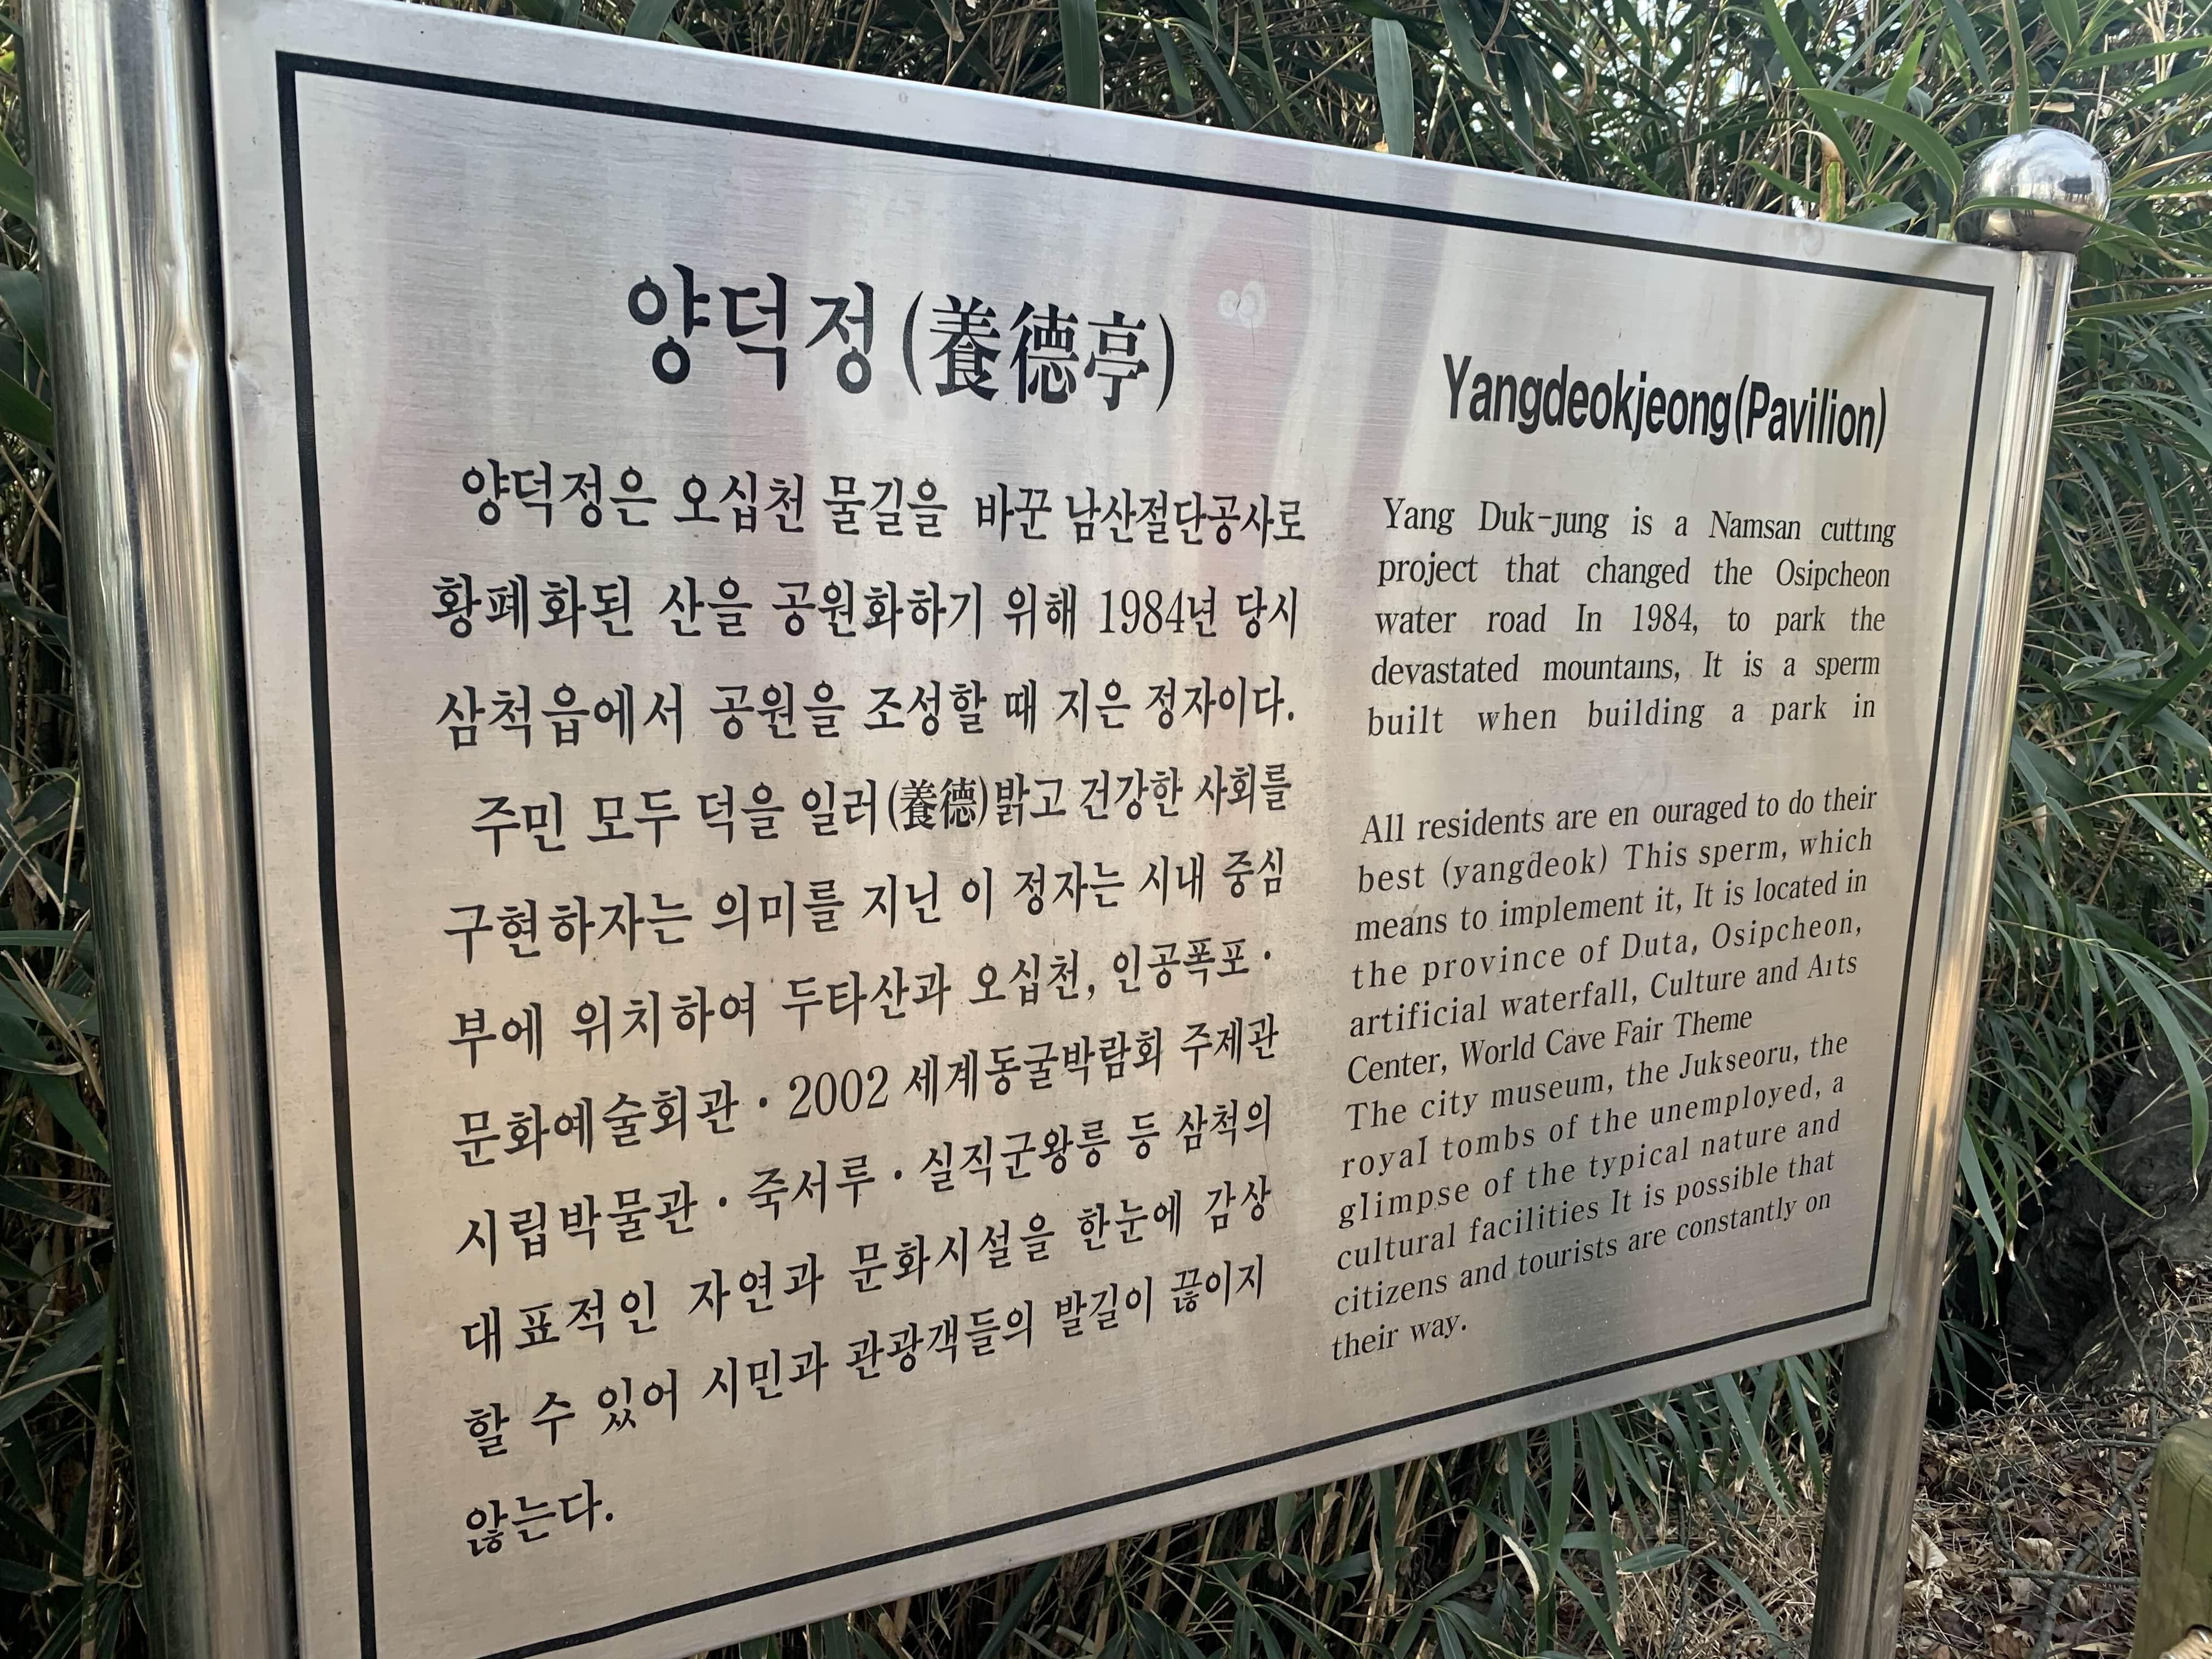 양덕정(養德亭)
양덕정은 오십천 물길을 바꾼 남산절단공사로
황폐화된 산을 공원화하기 위해 1984년 당시
삼척읍에서 공원을 조성할 때 지은 정자이다.
주민 모두 덕을 일러(養德)밝고 건강한 사회를
구현하자는 의미를 지닌 이 정자는 시내 중심
부에 위치하여 두타산과 오십천, 인공폭포·
문화예술회관·2002 세계동굴박람회 주제관
시립박물관·죽서루·실직군왕릉 등 삼척의
대표적인 자연과 문화시설을 한눈에 감상
할 수 있어 시민과 관광객들의 발길이 끊이지
않는다.
Yangdeokjeong(Pavilion)
Yang Duk-jung is a Namsan cutting
project that changed the Osipcheon
water road In 1984, to park the
devastated mountains, It is a sperm
built when building a park in
All residents are en ouraged to do their
best (yangdeok) This sperm, which
means to implement it, It is located in
the province of Duta, Osipcheon,
artificial waterfall, Culture and Arts
Center, World Cave Fair Theme
The city museum, the Jukseoru, the
royal tombs of the unemployed, a
glimpse of the typical nature and
cultural facilities It is possible that
citizens and tourists are constantly on
their way.